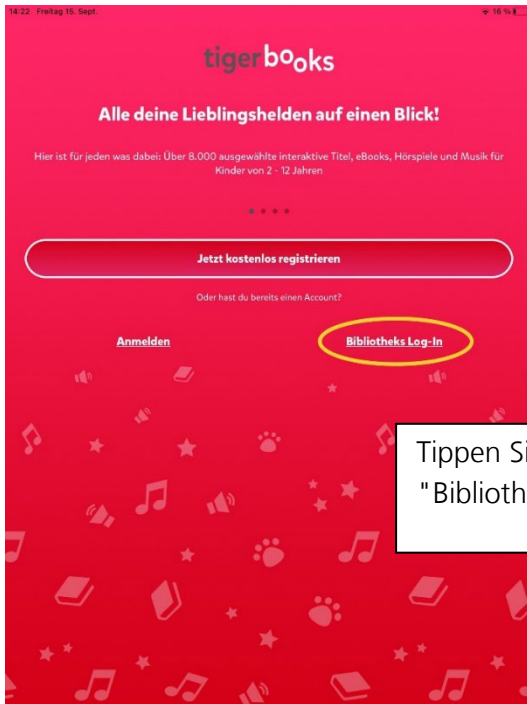 14:22 Freitag 15. Sept.
16 %
tigerbooks
Alle deine Lieblingshelden auf einen Blick!
Hier ist für jeden was dabei: Über 8.000 ausgewählte interaktive Titel, eBooks, Hörspiele und Musik für
Kinder von 2 - 12 Jahren
Jetzt kostenlos registrieren
Oder hast du bereits einen Account?
Anmelden
Bibliotheks Log-In
Tippen Si
"Biblioth